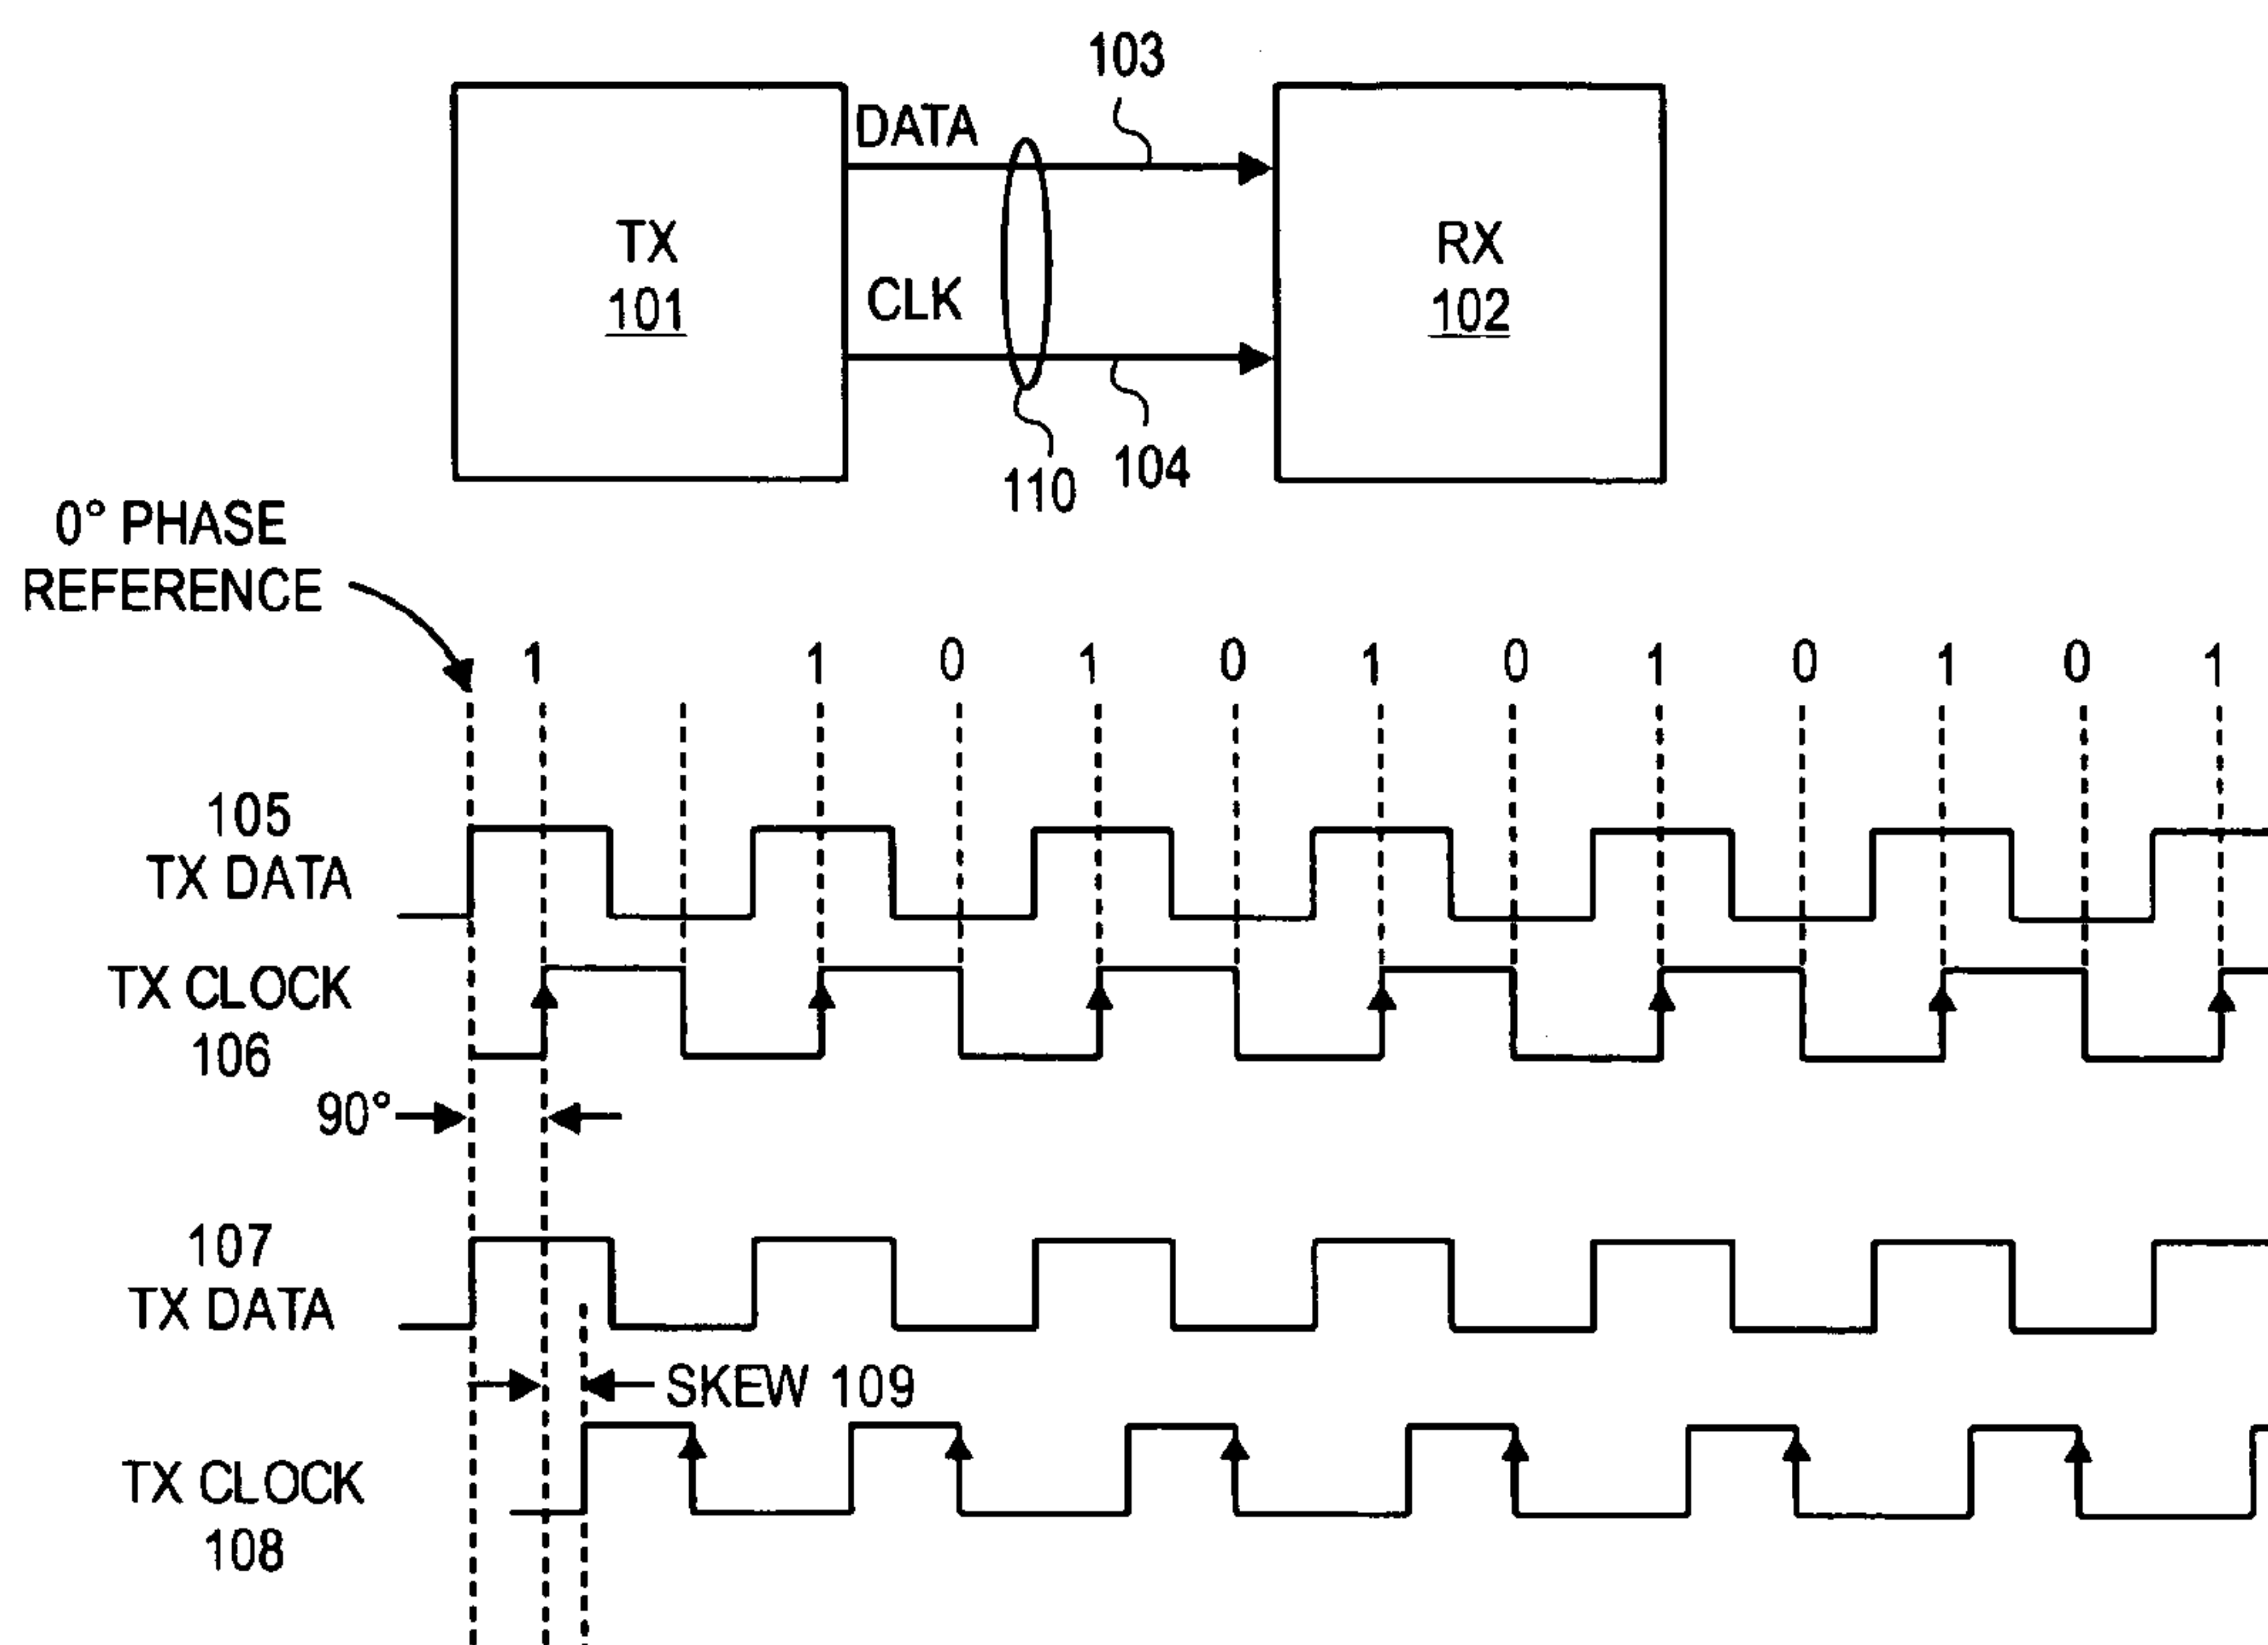 103
DATA
TX
101
CLK
RX
102
104
110
0° PHASE
REFERENCE
1 1 0 1 0 1 0 1 0 1 0 1
105
TX DATA
TX CLOCK
106
90°
107
TX DATA
SKEW 109
TX CLOCK
108